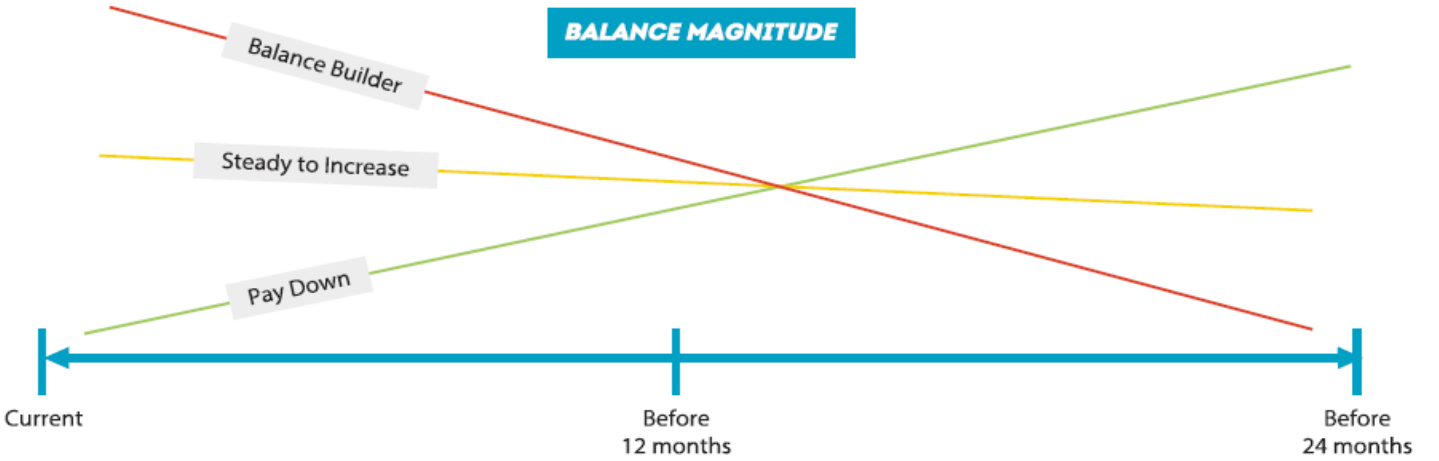 BALANCE MAGNITUDE
Balance Builder
Steady to Increase
Pay Down
Current
Before
12 months
Before
24 months